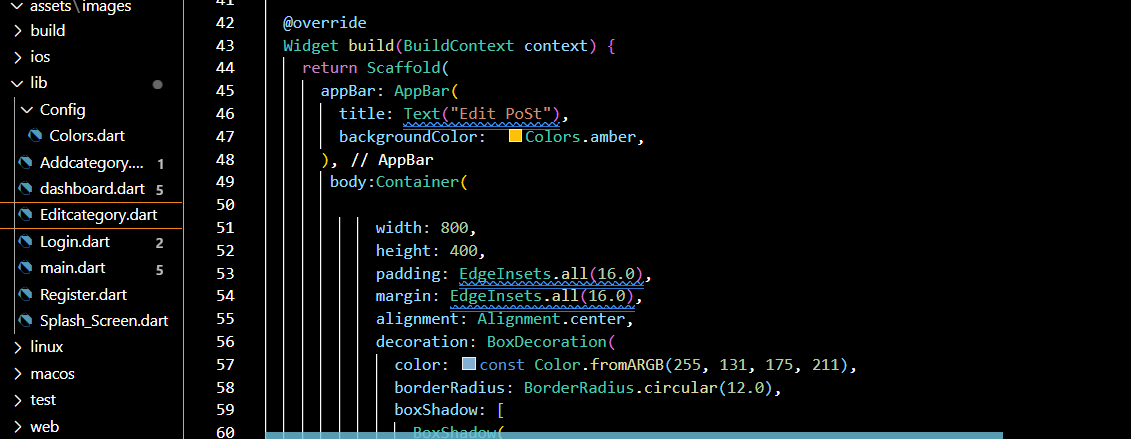 assets\images
build
ios
lib
Config
Colors.dart
Addcategory.... 1
dashboard.dart 5
Editcategory.dart
Login.dart 2
main.dart 5
Register.dart
Splash_Screen.dart
linux
macos
test
web
41
42 @override
43 Widget build(BuildContext context) {
44 return Scaffold(
45 appBar: AppBar(
46 title: Text("Edit PoSt"),
47 backgroundColor: Colors.amber,
48 ), // AppBar
49 body:Container(
50
51 width: 800,
52 height: 400,
53 padding: EdgeInsets.all(16.0),
54 margin: EdgeInsets.all(16.0),
55 alignment: Alignment.center,
56 decoration: BoxDecoration(
57 color: const Color.fromARGB(255, 131, 175, 211),
58 borderRadius: BorderRadius.circular(12.0),
59 boxShadow: [
60 BoxShadow(